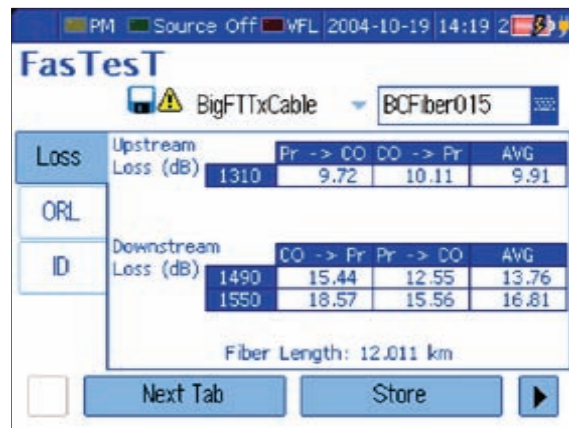 PM Source Off VFL 2004-10-19 14:19 2
FasTesT
BigFTTxCable BCFiber015
Loss
ORL
ID
Upstream
Loss (dB) Pr -> CO CO -> Pr AVG
1310 9.72 10.11 9.91
Downstream
Loss (dB) CO -> Pr Pr -> CO AVG
1490 15.44 12.55 13.76
1550 18.57 15.56 16.81
Fiber Length: 12.011 km
Next Tab Store